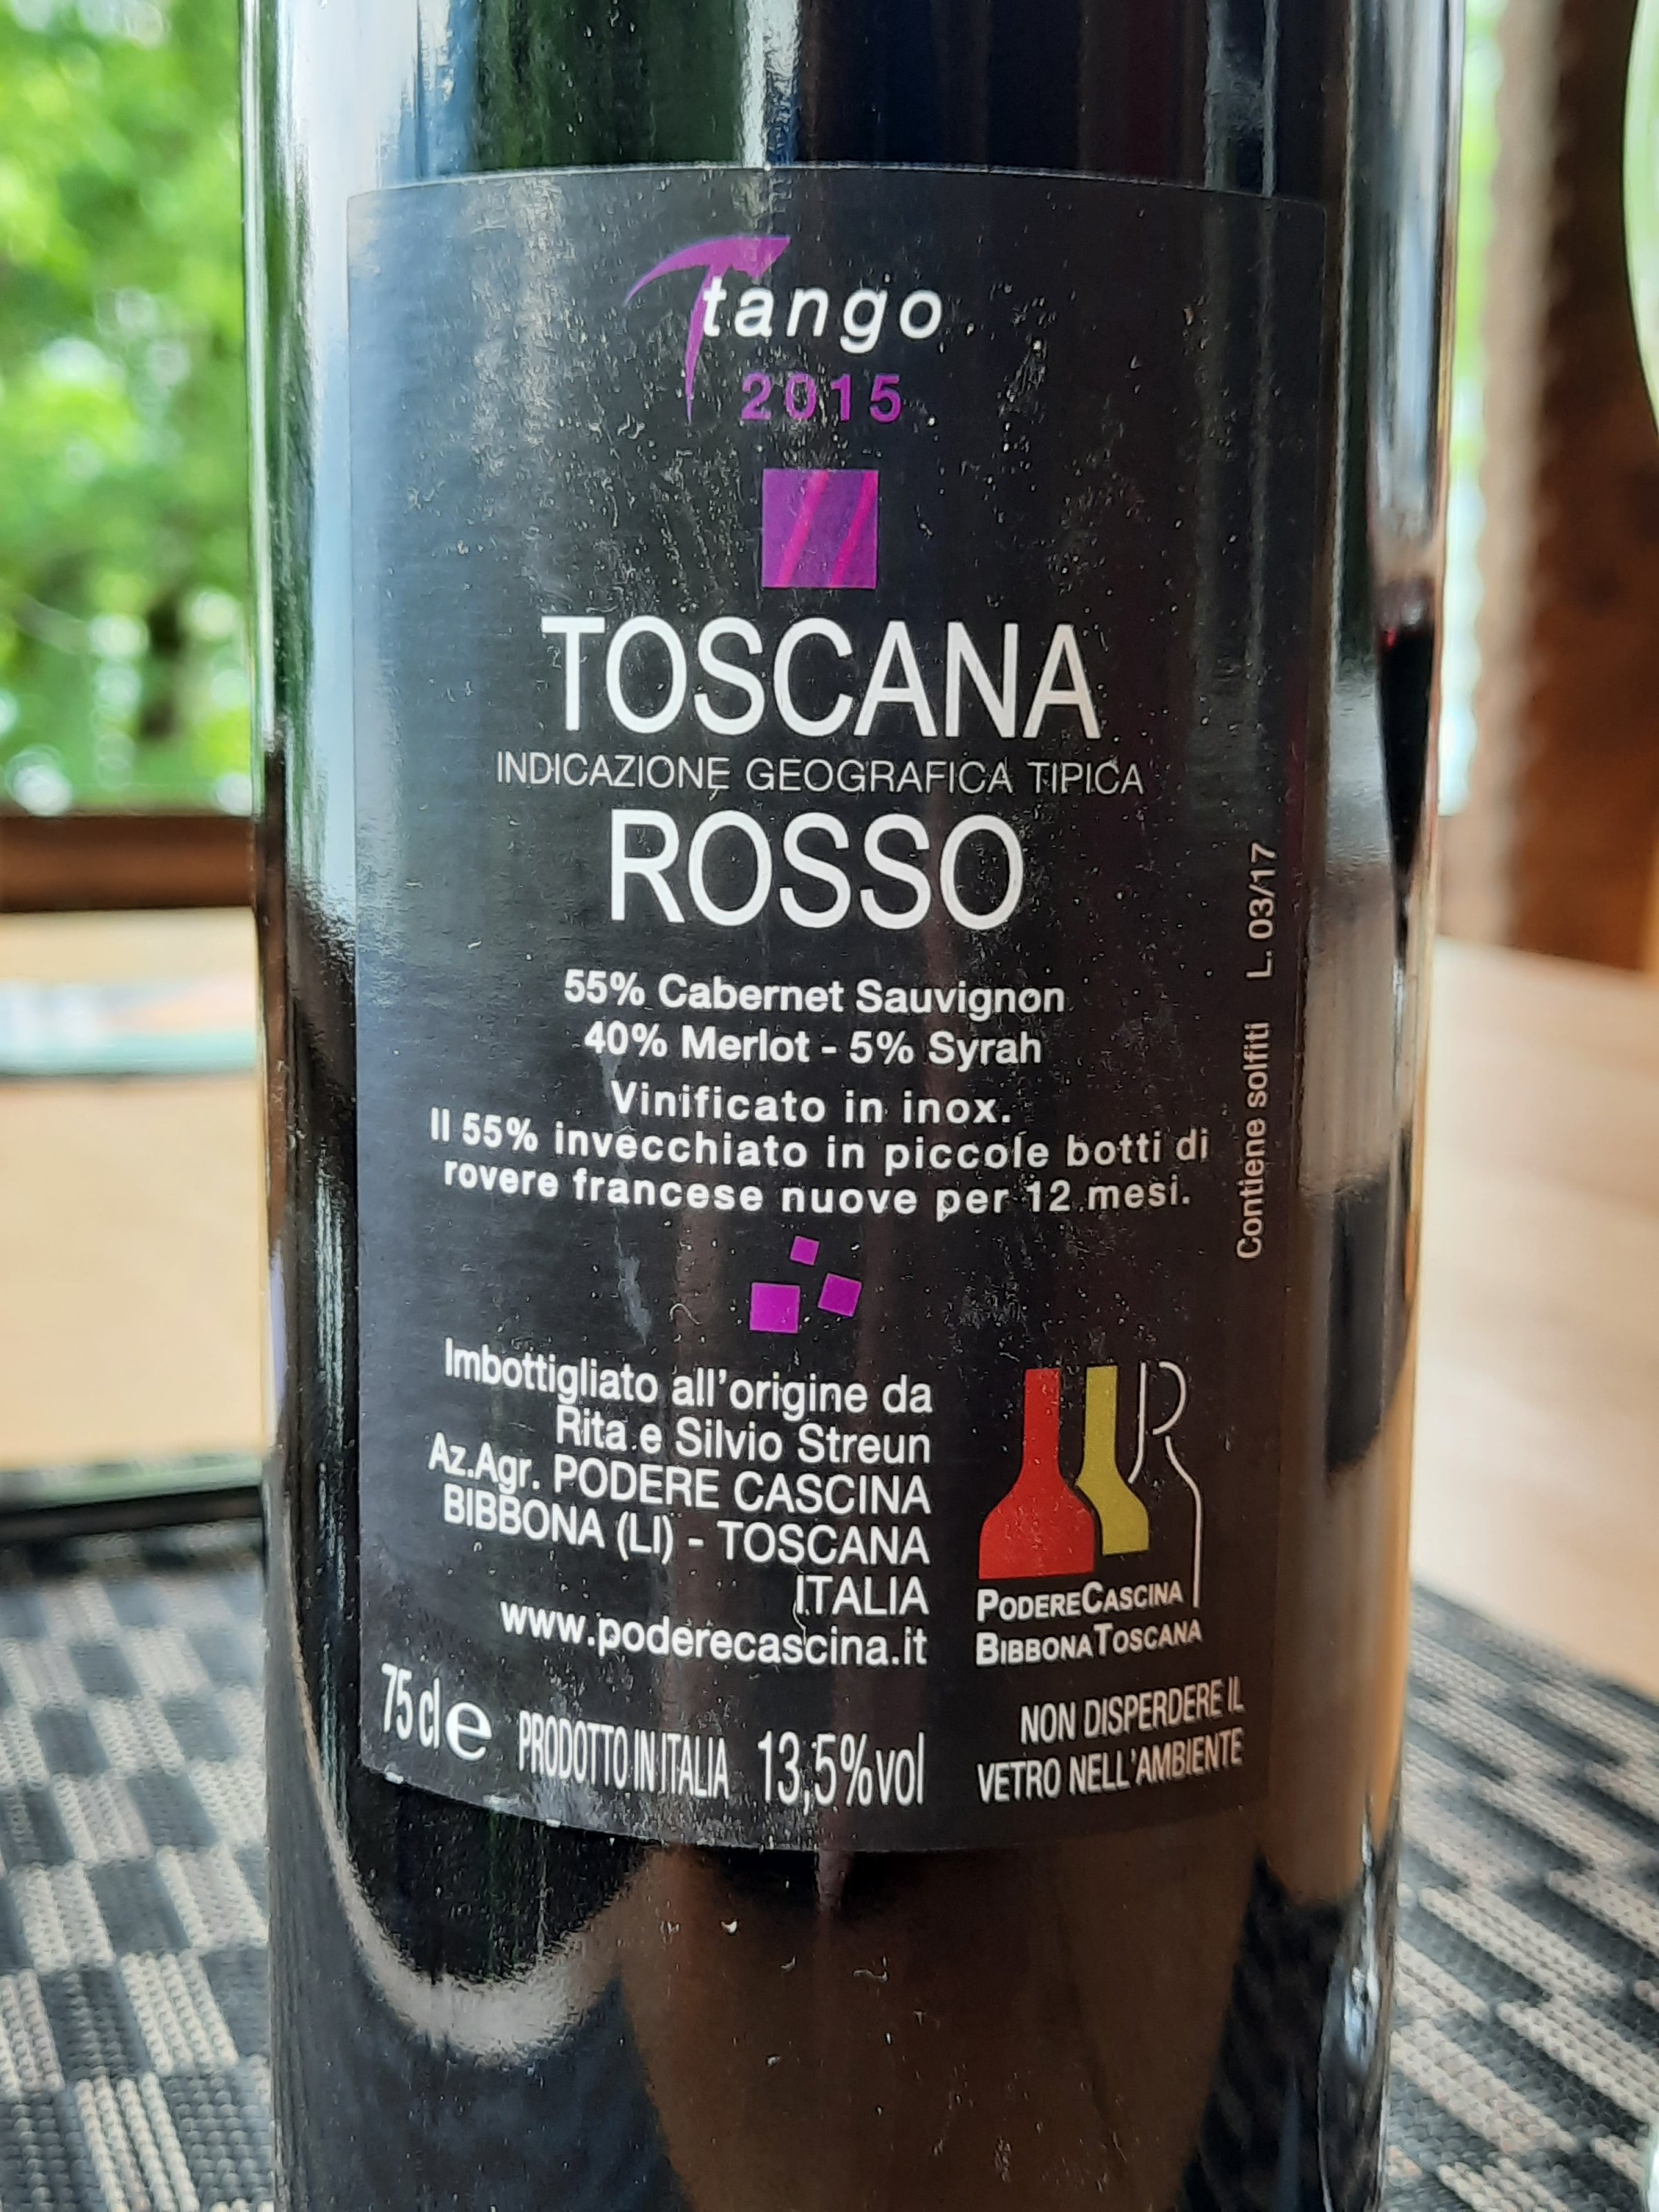 tango
2015
TOSCANA
INDICAZIONE GEOGRAFICA TIPICA
ROSSO
55% Cabernet Sauvignon
40% Merlot - 5% Syrah
Vinificato in inox.
Il 55% invecchiato in piccole botti di
rovere francese nuove per 12 mesi.
Contiene solfiti L. 03/17
Imbottigliato all'origine da
Rita e Silvio Streun
Az.Agr. PODERE CASCINA
BIBBONA (LI) - TOSCANA
ITALIA
www.poderecascina.it
PODERECASCINA
BIBBONATOSCANA
75 cl e PRODOTTO IN ITALIA 13,5%vol
NON DISPERDERE IL
VETRO NELL'AMBIENTE